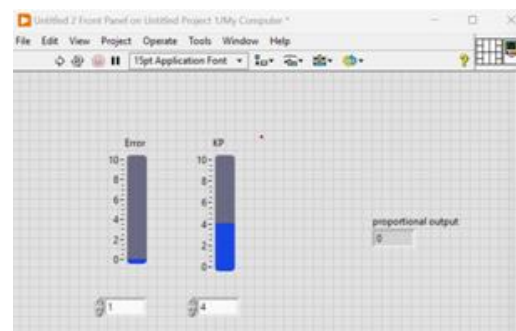 Untitled 2 Front Panel on Untitled Project 1/My Computer *
File Edit View Project Operate Tools Window Help
15pt Application Font
Error KP
10 10
8 8
6 6
4 4
2 2
0 0
proportional output
0
1 4